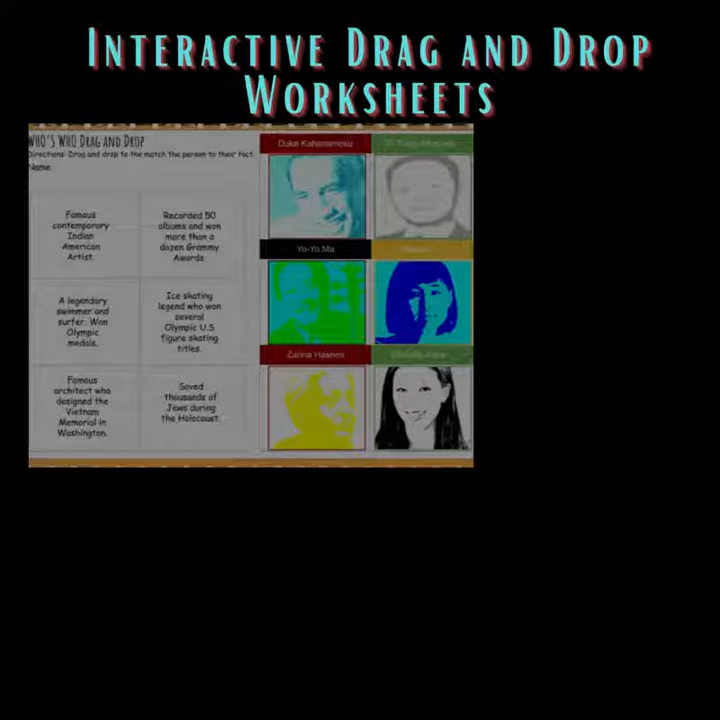 INTERACTIVE DRAG AND DROP
WORKSHEETS
WHO'S WHO DRAG AND DROP
Directions: Drag and drop to the match the person to their fact.
Name:
Famous
contemporary
Indian
American
Artist.
Recorded 50
albums and won
more than a
dozen Grammy
Awards.
A legendary
swimmer and
surfer. Won
Olympic
medals.
Ice skating
legend who won
several
Olympic U.S
figure skating
titles.
Famous
architect who
designed the
Vietnam
Memorial in
Washington.
Saved
thousands of
Jews during
the Holocaust.
Duke Kahanamoku
Yo-Yo Ma
Zarina Hashmi